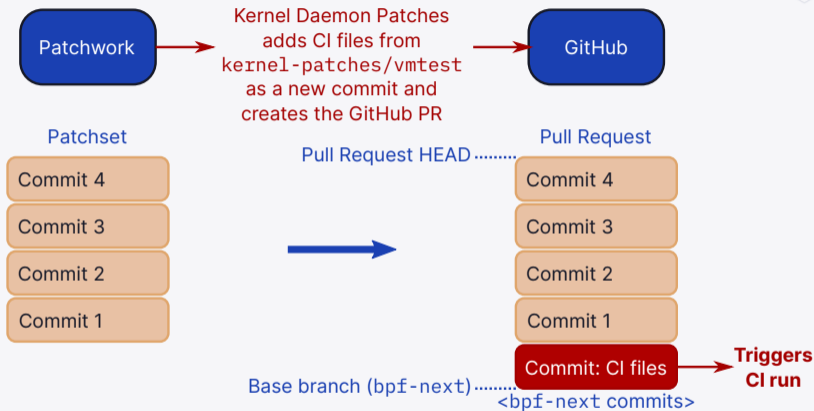 Patchwork
Kernel Daemon Patches
adds CI files from
kernel-patches/vmtest
as a new commit and
creates the GitHub PR
GitHub
Patchset
Commit 4
Commit 3
Commit 2
Commit 1
Pull Request
Pull Request HEAD
Commit 4
Commit 3
Commit 2
Commit 1
Commit: CI files
Triggers
CI run
Base branch (bpf-next)
<bpf-next commits>